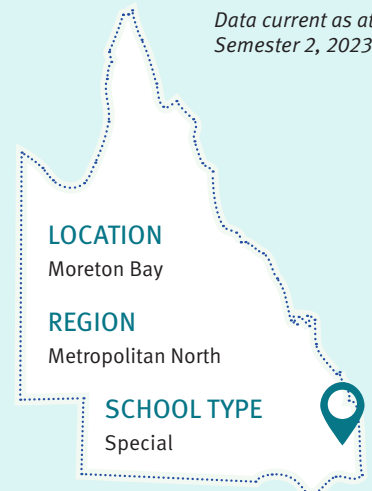 Data current as at
Semester 2, 2023
LOCATION
Moreton Bay
REGION
Metropolitan North
SCHOOL TYPE
Special